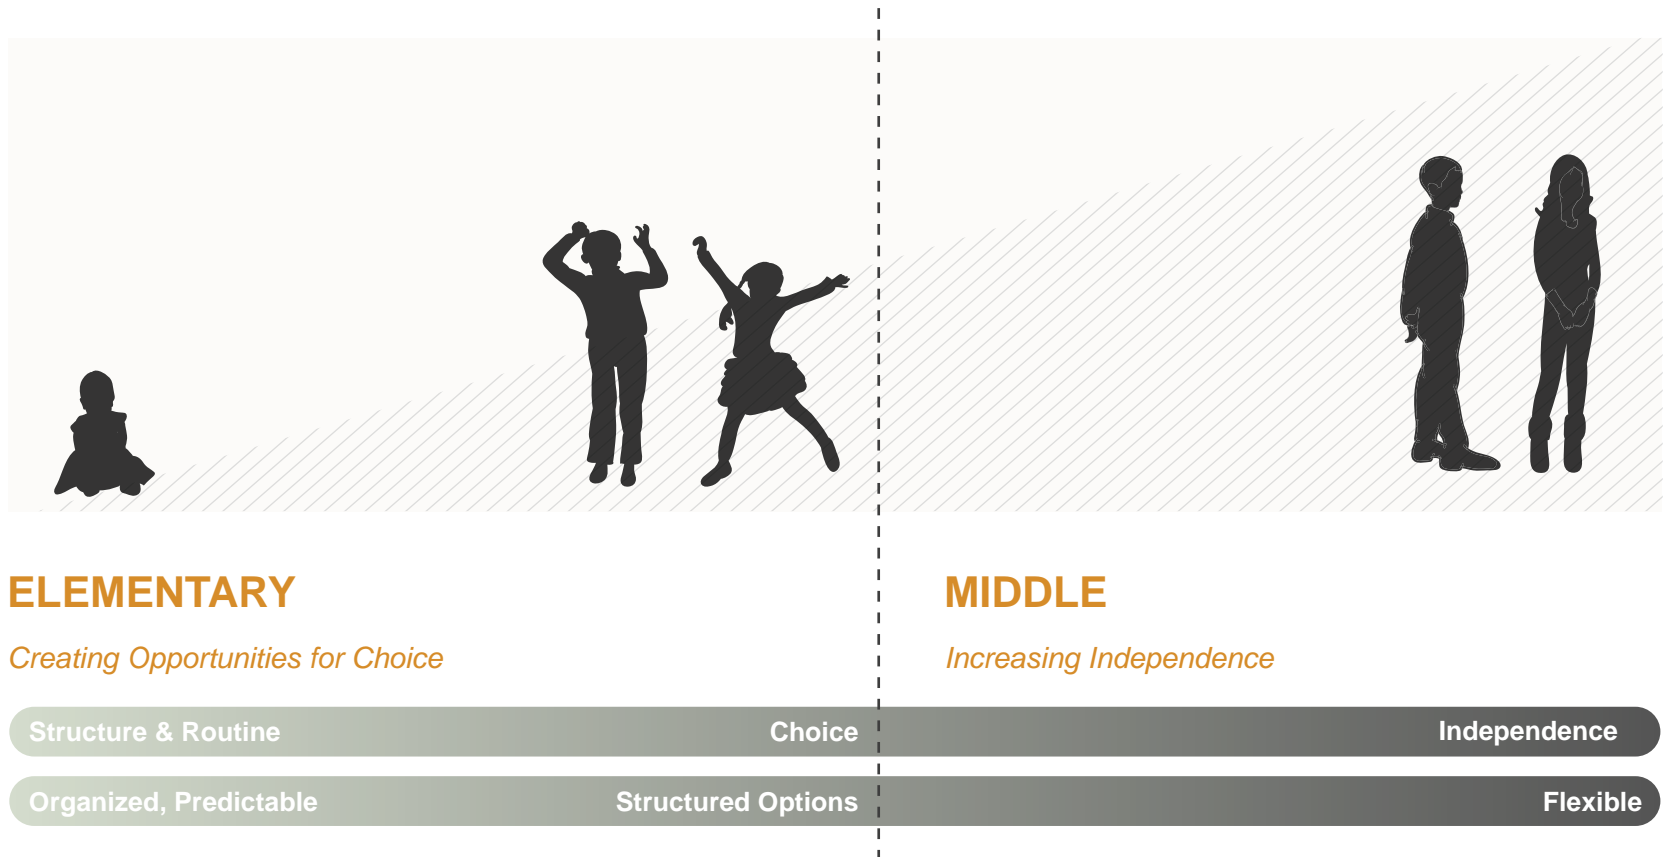 ELEMENTARY
Creating Opportunities for Choice
MIDDLE
Increasing Independence
Structure & Routine
Choice
Independence
Organized, Predictable
Structured Options
Flexible